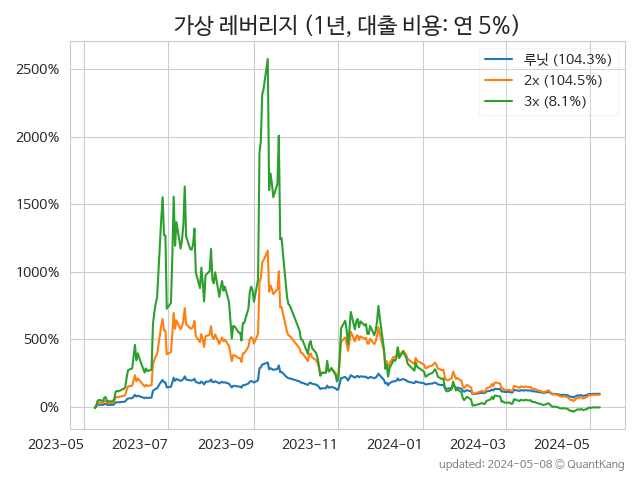 가상 레버리지 (1년, 대출 비용: 연 5%)
루닛 (104.3%)
2x (104.5%)
3x (8.1%)
2500%
2000%
1500%
1000%
500%
0%
2023-05 2023-07 2023-09 2023-11 2024-01 2024-03 2024-05
updated: 2024-05-08 © QuantKang